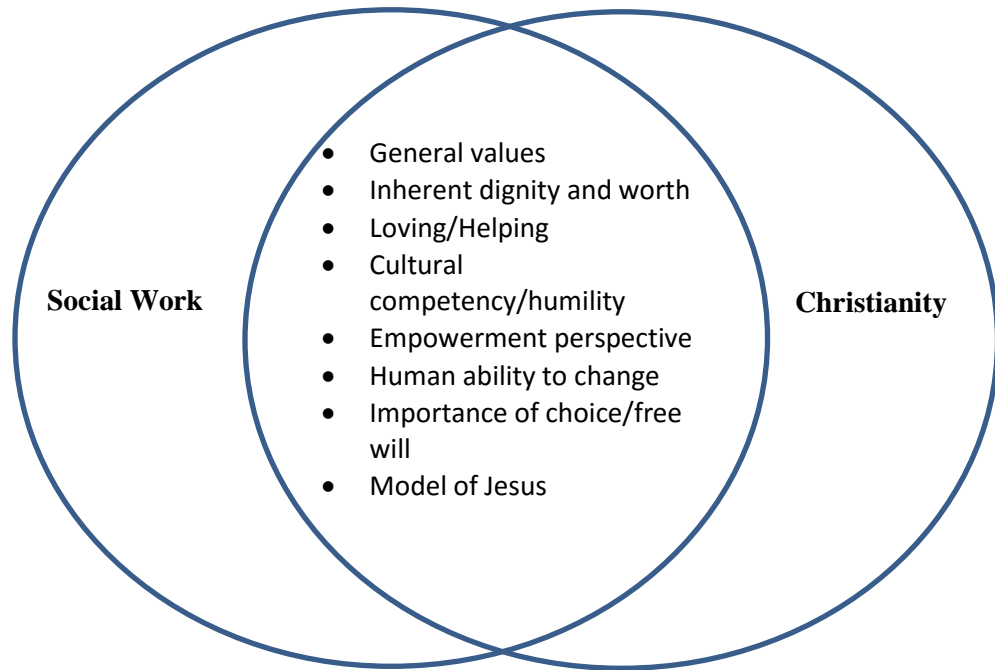 • General values
• Inherent dignity and worth
• Loving/Helping
• Cultural
competency/humility
Social Work
Christianity
• Empowerment perspective
• Human ability to change
• Importance of choice/free
will
• Model of Jesus